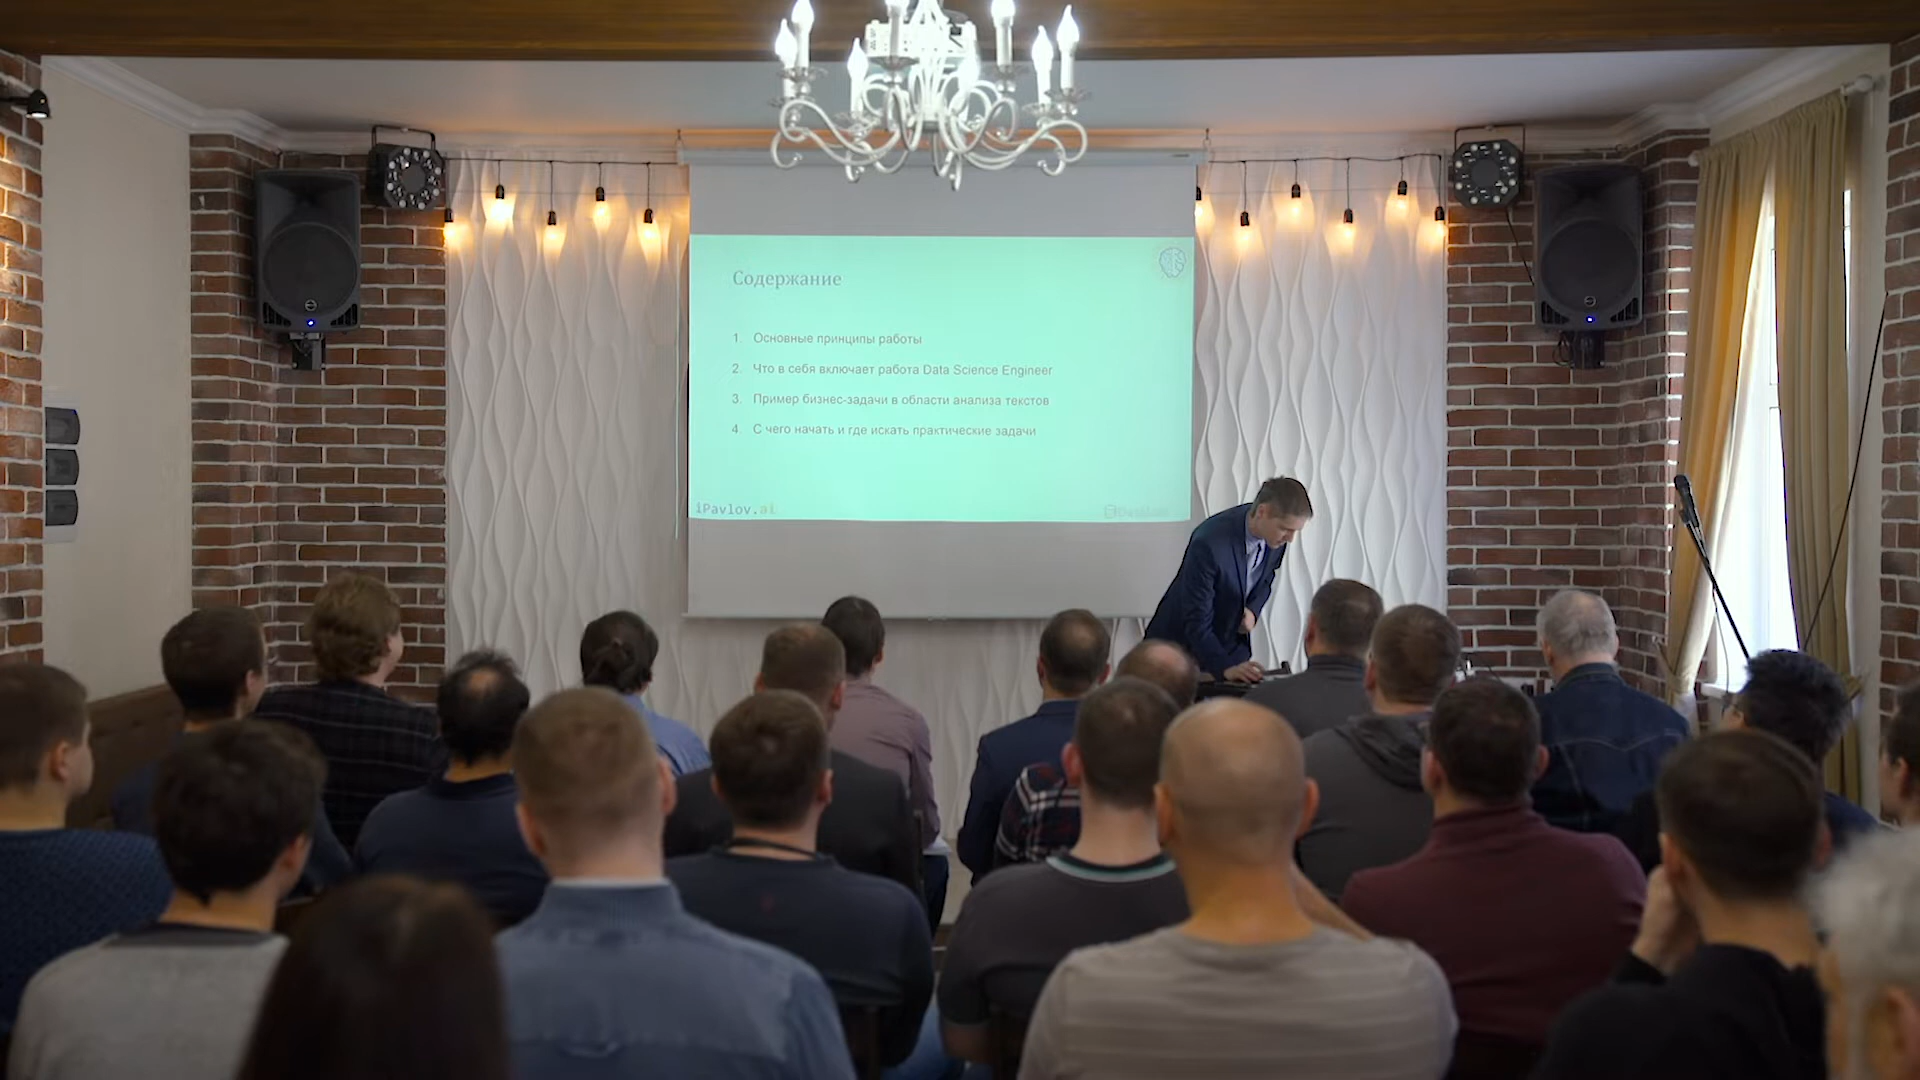 Содержание
1. Основные принципы работы
2. Что в себя включает работа Data Science Engineer
3. Пример бизнес-задачи в области анализа текстов
4. С чего начать и где искать практические задачи
iPavlov.ai